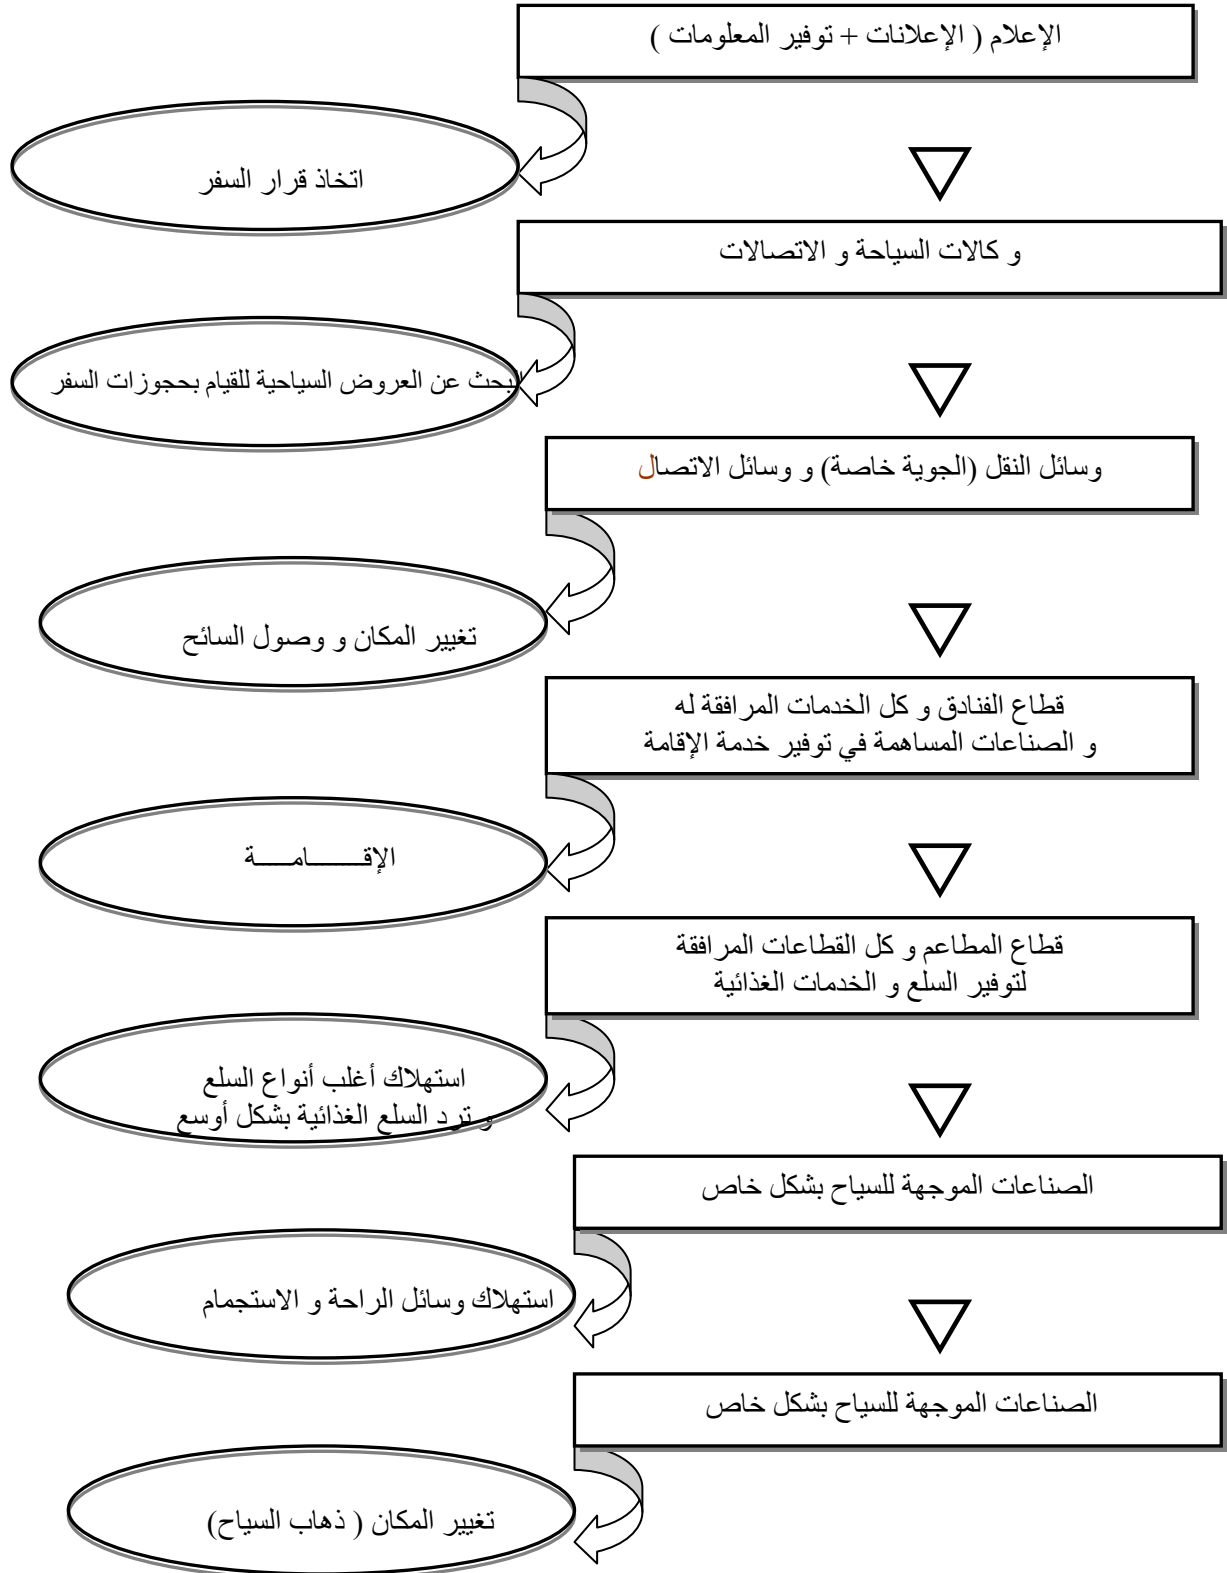 الإعلام ( الإعلانات + توفير المعلومات )
اتخاذ قرار السفر
و كالات السياحة و الاتصالات
البحث عن العروض السياحية للقيام بحجوزات السفر
وسائل النقل (الجوية خاصة) و وسائل الاتصال
تغيير المكان و وصول السائح
قطاع الفنادق و كل الخدمات المرافقة له
و الصناعات المساهمة في توفير خدمة الإقامة
الإقـــــــامـــــة
قطاع المطاعم و كل القطاعات المرافقة
لتوفير السلع و الخدمات الغذائية
استهلاك أغلب أنواع السلع
و ترد السلع الغذائية بشكل أوسع
الصناعات الموجهة للسياح بشكل خاص
استهلاك وسائل الراحة و الاستجمام
الصناعات الموجهة للسياح بشكل خاص
تغيير المكان ( ذهاب السياح)